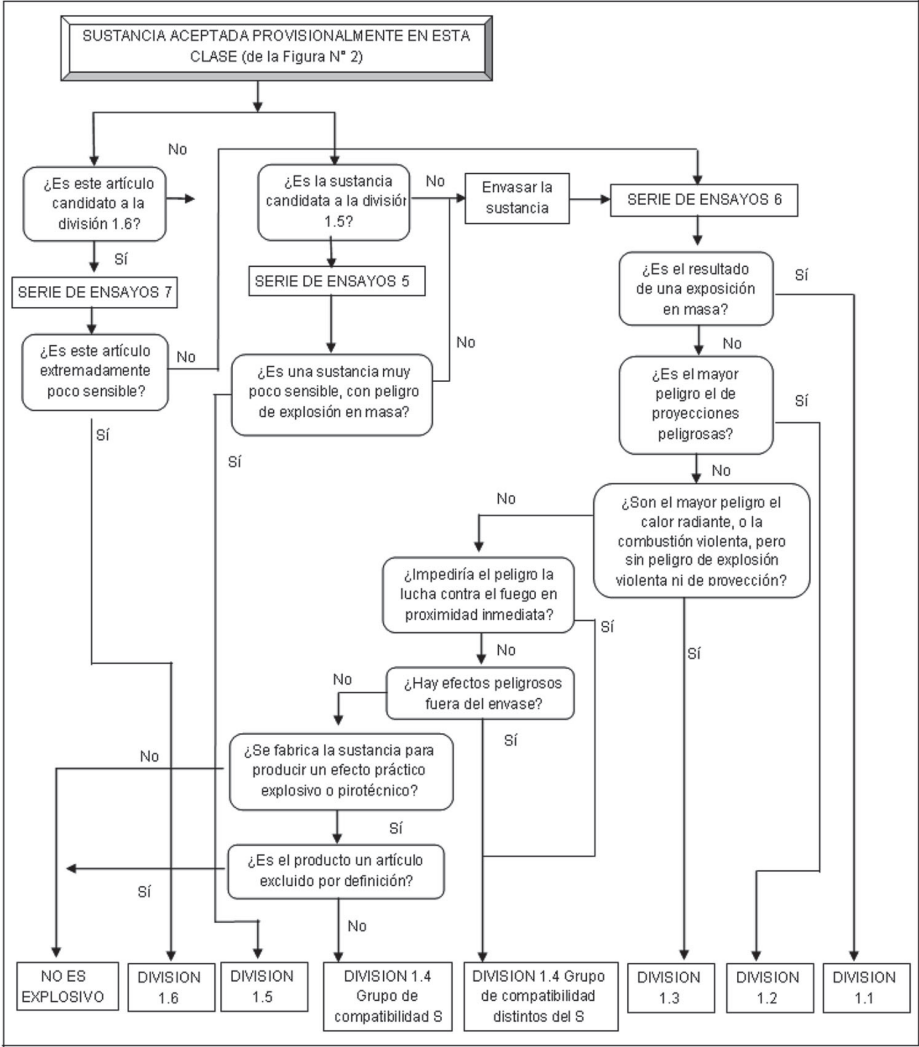 SUSTANCIA ACEPTADA PROVISIONALMENTE EN ESTA
CLASE (de la Figura N° 2)
No
¿Es este artículo
candidato a la
división 1.6?
¿Es la sustancia
candidata a la división
1.5?
No
Envasar la
sustancia
SERIE DE ENSAYOS 6
Sí
SERIE DE ENSAYOS 7
SERIE DE ENSAYOS 5
¿Es el resultado
de una exposición
en masa?
Sí
¿Es este artículo
extremadamente
poco sensible?
No
¿Es una sustancia muy
poco sensible, con peligro
de explosión en masa?
No
No
¿Es el mayor
peligro el de
proyecciones
peligrosas?
Sí
Sí
Sí
No
No
¿Son el mayor peligro el
calor radiante, o la
combustión violenta, pero
sin peligro de explosión
violenta ni de proyección?
¿Impediría el peligro la
lucha contra el fuego en
proximidad inmediata?
Sí
Sí
No
No
¿Hay efectos peligrosos
fuera del envase?
Sí
No
¿Se fabrica la sustancia para
producir un efecto práctico
explosivo o pirotécnico?
Sí
¿Es el producto un artículo
excluido por definición?
Sí
No
NO ES
EXPLOSIVO
DIVISION
1.6
DIVISION
1.5
DIVISION 1.4
Grupo de
compatibilidad S
DIVISION 1.4 Grupo
de compatibilidad
distintos del S
DIVISION
1.3
DIVISION
1.2
DIVISION
1.1